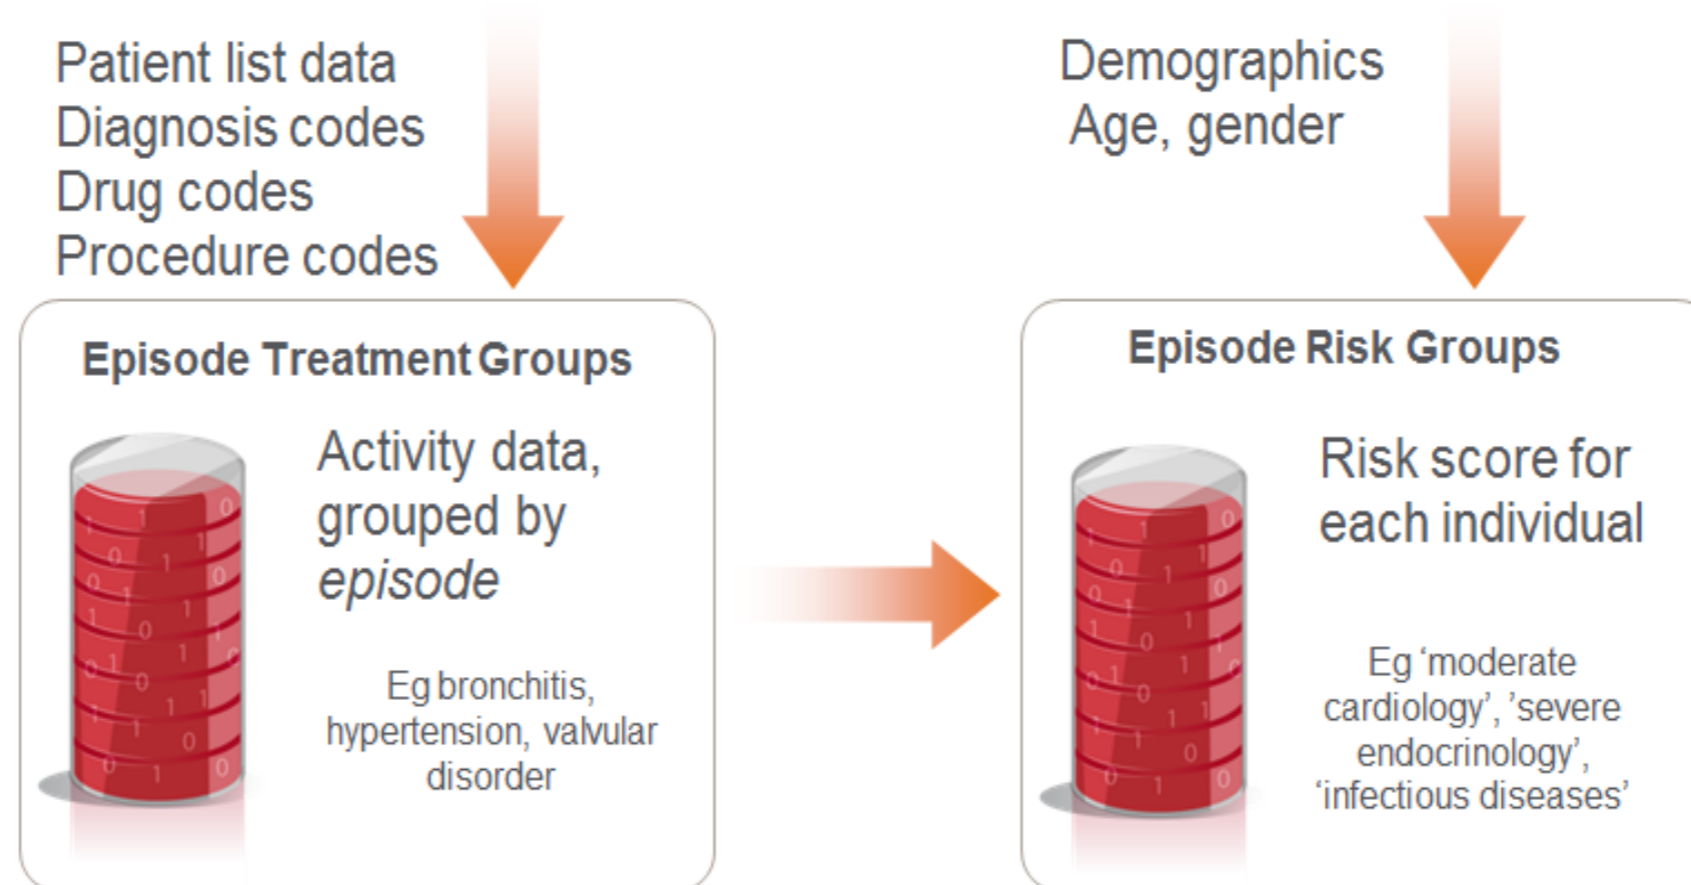 Patient list data
Diagnosis codes
Drug codes
Procedure codes
Episode Treatment Groups
Activity data,
grouped by
episode
Eg bronchitis,
hypertension, valvular
disorder
Demographics
Age, gender
Episode Risk Groups
Risk score for
each individual
Eg ‘moderate
cardiology’, ’severe
endocrinology’,
‘infectious diseases’